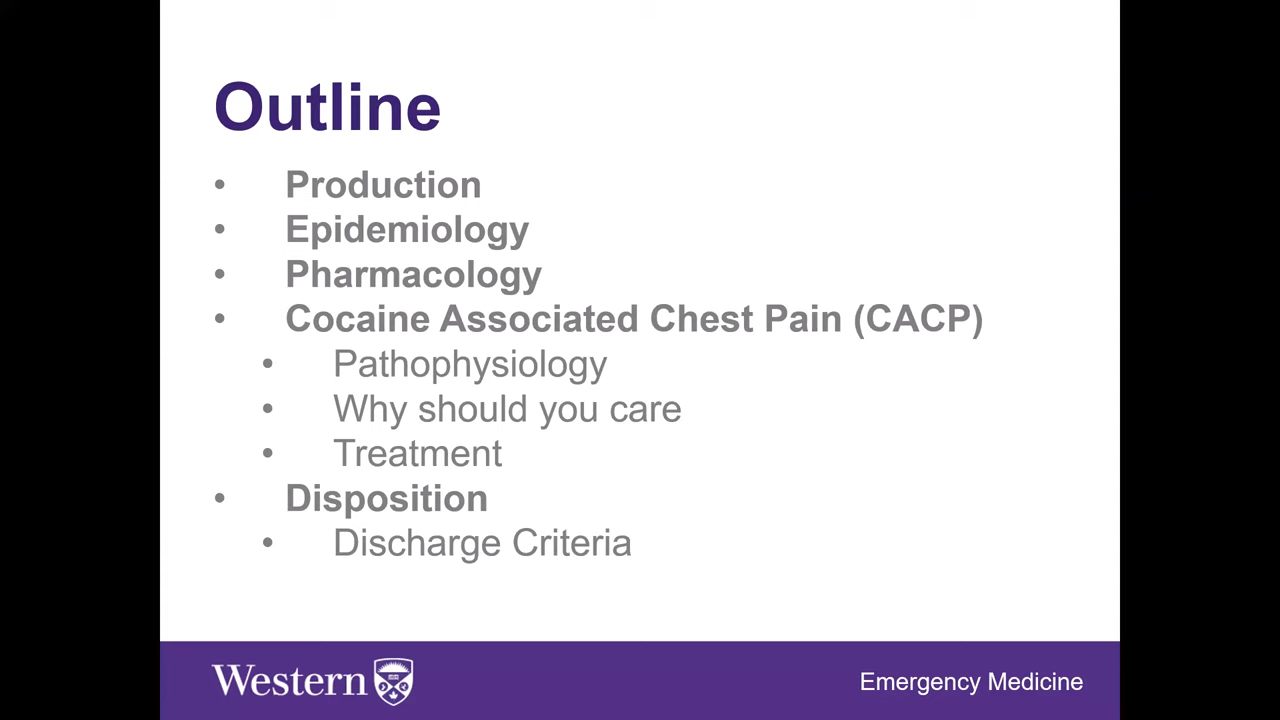 Outline
• Production
• Epidemiology
• Pharmacology
• Cocaine Associated Chest Pain (CACP)
• Pathophysiology
• Why should you care
• Treatment
• Disposition
• Discharge Criteria
Western
Emergency Medicine